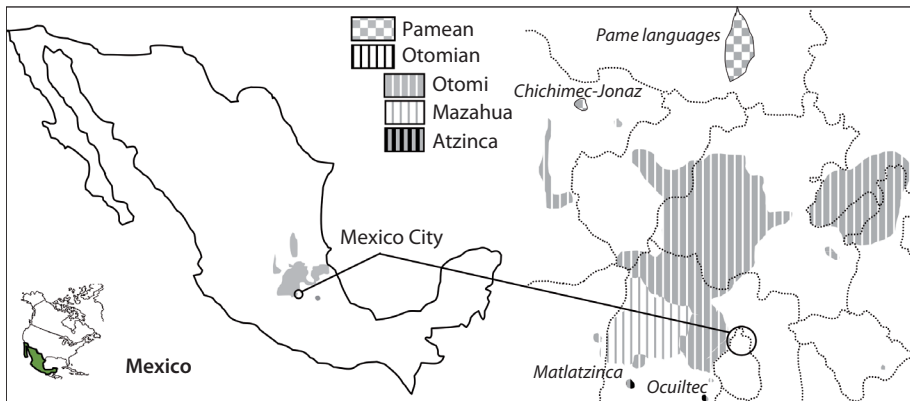 Pamean
Otomian
Otomi
Mazahua
Atzinca
Pame languages
Chichimec-Jonaz
Mexico City
Matlatzinca
Ocuiltec
Mexico